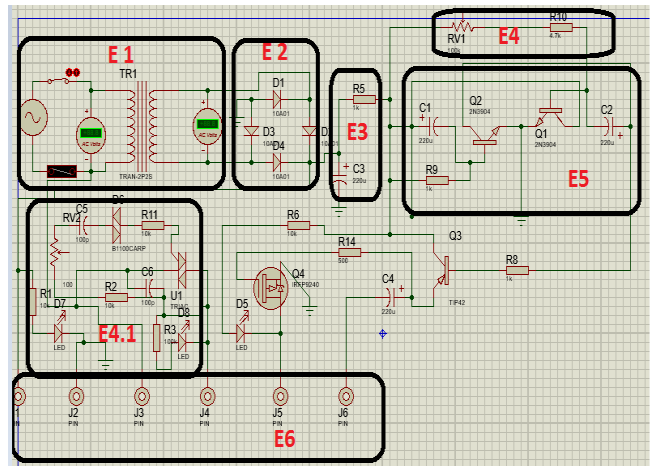 E 1
TR1
AC Volts
AC Volts
TRAN-2P2S
E 2
D1
10A01
D3
D4
10A01
E3
R5
1k
C3
220u
E4
RV1
100k
R10
4.7k
E5
C1
220u
Q2
2N3904
Q1
2N3904
C2
220u
R9
1k
E4.1
RV2
100
C5
100p
D6
B1100CARP
R11
10k
R1
10k
D7
LED
R2
10k
C6
100p
U1
TRIAC
R3
D8
LED
R6
10k
R14
500
Q4
IRFP9240
D5
LED
C4
220u
Q3
TIP42
R8
1k
J2
PIN
J3
PIN
J4
PIN
J5
PIN
J6
PIN
E6